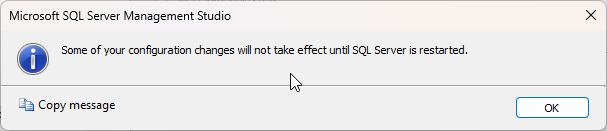 Microsoft SQL Server Management Studio
Some of your configuration changes will not take effect until SQL Server is restarted.
Copy message
OK